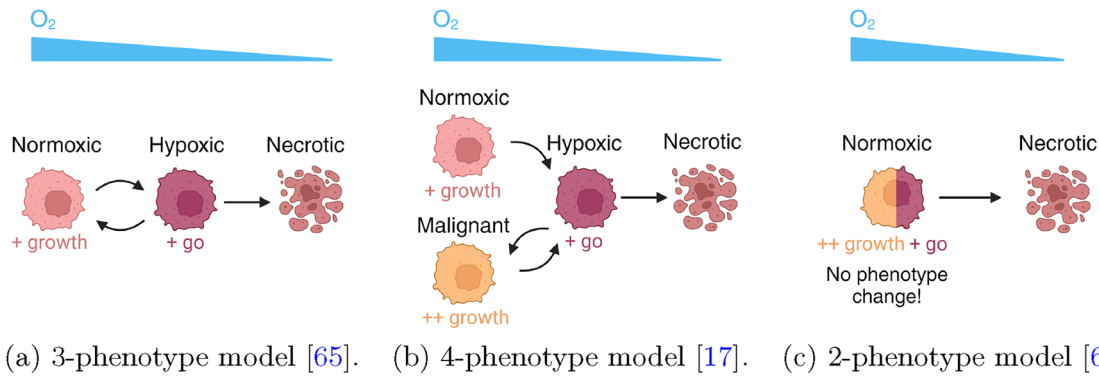 O2
Normoxic
Hypoxic
Necrotic
+ growth
+ go
(a) 3-phenotype model [65].
O2
Normoxic
Hypoxic
Necrotic
+ growth
+ go
Malignant
++ growth
(b) 4-phenotype model [17].
O2
Normoxic
Necrotic
++ growth + go
No phenotype
change!
(c) 2-phenotype model [6